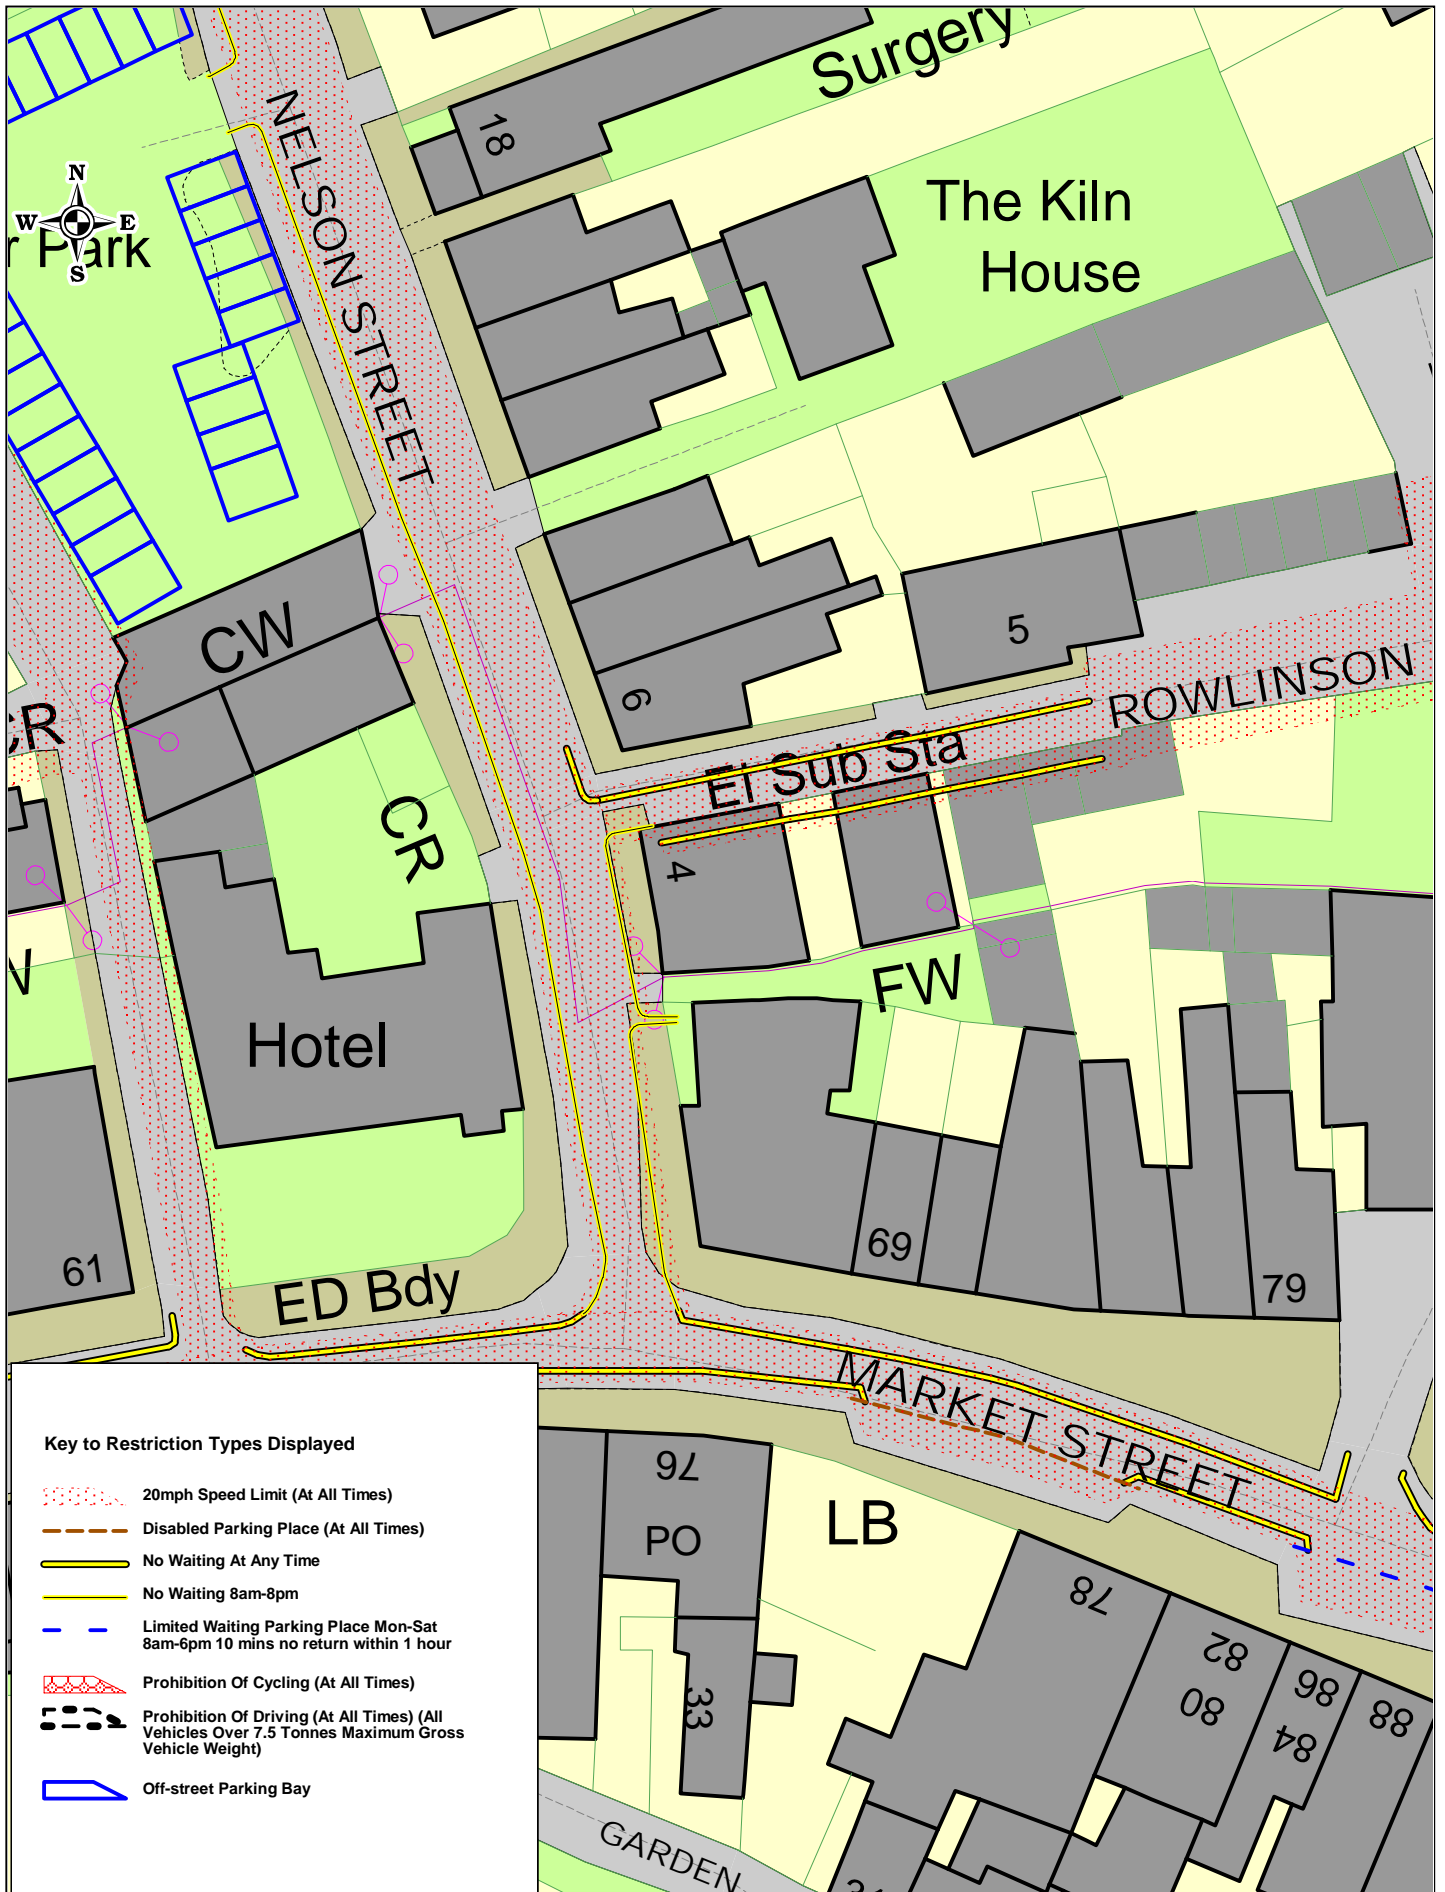 Surgery
18
NELSON STREET
N
W E
S
r Park
The Kiln
House
CW
5
6
ROWLINSON
CR
El Sub Sta
CR
4
FW
Hotel
61
69
79
ED Bdy
MARKET STREET
76
PO
LB
33
78
82
80
86
84
88
GARDEN
Key to Restriction Types Displayed
20mph Speed Limit (At All Times)
Disabled Parking Place (At All Times)
No Waiting At Any Time
No Waiting 8am-8pm
Limited Waiting Parking Place Mon-Sat
8am-6pm 10 mins no return within 1 hour
Prohibition Of Cycling (At All Times)
Prohibition Of Driving (At All Times) (All
Vehicles Over 7.5 Tonnes Maximum Gross
Vehicle Weight)
Off-street Parking Bay